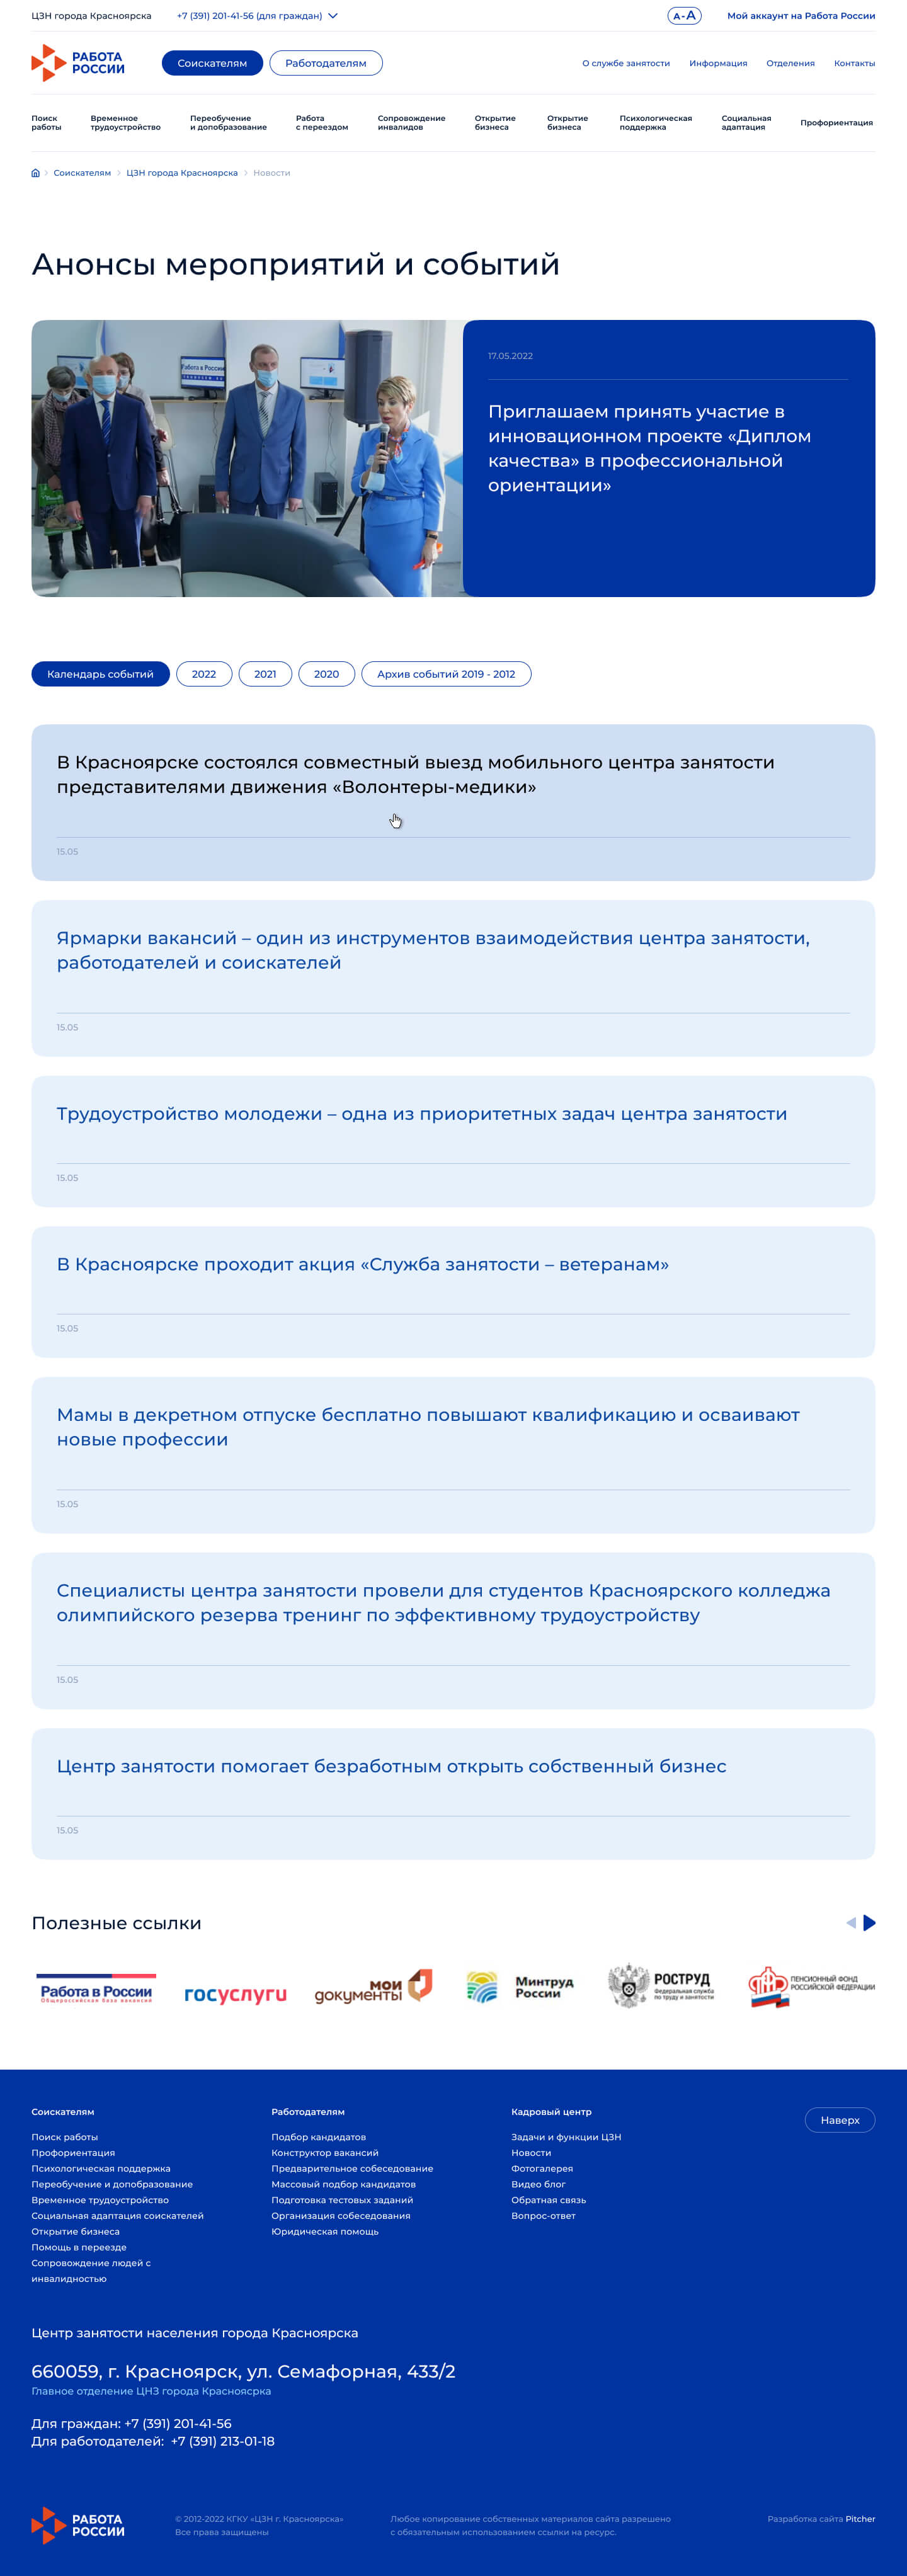 ЦЗН города Красноярска
+7 (391) 201-41-56 (для граждан)
A-A
Мой аккаунт на Работа России
РАБОТА
РОССИИ
Соискателям
Работодателям
О службе занятости
Информация
Отделения
Контакты
Поиск
работы
Временное
трудоустройство
Переобучение
и допобразование
Работа
с переездом
Сопровождение
инвалидов
Открытие
бизнеса
Открытие
бизнеса
Психологическая
поддержка
Социальная
адаптация
Профориентация
Соискателям
ЦЗН города Красноярска
Новости
Анонсы мероприятий и событий
Работа в России
17.05.2022
Приглашаем принять участие в
инновационном проекте «Диплом
качества» в профессиональной
ориентации»
Календарь событий
2022
2021
2020
Архив событий 2019 - 2012
В Красноярске состоялся совместный выезд мобильного центра занятости
представителями движения «Волонтеры-медики»
15.05
Ярмарки вакансий – один из инструментов взаимодействия центра занятости,
работодателей и соискателей
15.05
Трудоустройство молодежи – одна из приоритетных задач центра занятости
15.05
В Красноярске проходит акция «Служба занятости – ветеранам»
15.05
Мамы в декретном отпуске бесплатно повышают квалификацию и осваивают
новые профессии
15.05
Специалисты центра занятости провели для студентов Красноярского колледжа
олимпийского резерва тренинг по эффективному трудоустройству
15.05
Центр занятости помогает безработным открыть собственный бизнес
15.05
Полезные ссылки
Работа в России
Общероссийская база вакансий
госуслуги
мои
документы
Минтруд
России
РОСТРУД
Федеральная служба
по труду и занятости
ПЕНСИОННЫЙ ФОНД
РОССИЙСКОЙ ФЕДЕРАЦИИ
Соискателям
Поиск работы
Профориентация
Психологическая поддержка
Переобучение и допобразование
Временное трудоустройство
Социальная адаптация соискателей
Открытие бизнеса
Помощь в переезде
Сопровождение людей с
инвалидностью
Работодателям
Подбор кандидатов
Конструктор вакансий
Предварительное собеседование
Массовый подбор кандидатов
Подготовка тестовых заданий
Организация собеседования
Юридическая помощь
Кадровый центр
Задачи и функции ЦЗН
Новости
Фотогалерея
Видео блог
Обратная связь
Вопрос-ответ
Наверх
Центр занятости населения города Красноярска
660059, г. Красноярск, ул. Семафорная, 433/2
Главное отделение ЦНЗ города Красноясрка
Для граждан: +7 (391) 201-41-56
Для работодателей: +7 (391) 213-01-18
РАБОТА
РОССИИ
© 2012-2022 КГКУ «ЦЗН г. Красноярска»
Все права защищены
Любое копирование собственных материалов сайта разрешено
с обязательным использованием ссылки на ресурс.
Разработка сайта Pitcher